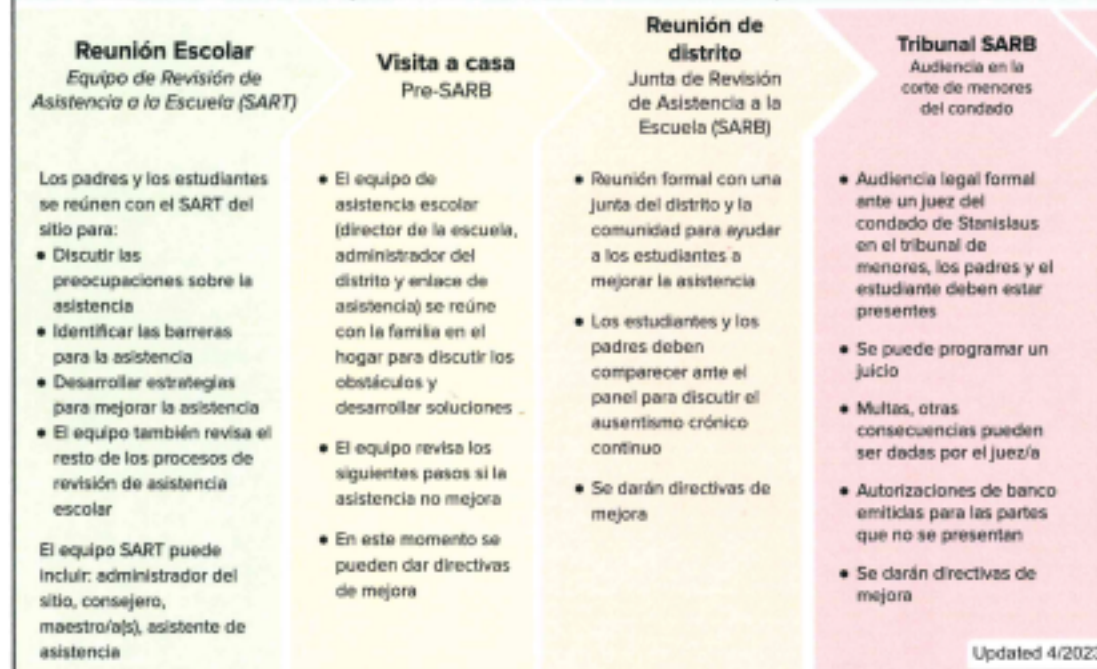 Reunión Escolar
Equipo de Revisión de
Asistencia a la Escuela (SART)
Los padres y los estudiantes
se reúnen con el SART del
sitio para:
• Discutir las
preocupaciones sobre la
asistencia
• Identificar las barreras
para la asistencia
• Desarrollar estrategias
para mejorar la asistencia
• El equipo también revisa el
resto de los procesos de
revisión de asistencia
escolar
El equipo SART puede
incluir: administrador del
sitio, consejero,
maestro/a(s), asistente de
asistencia
Visita a casa
Pre-SARB
• El equipo de
asistencia escolar
(director de la escuela,
administrador del
distrito y enlace de
asistencia) se reúne
con la familia en el
hogar para discutir los
obstáculos y
desarrollar soluciones
• El equipo revisa los
siguientes pasos si la
asistencia no mejora
• En este momento se
pueden dar directivas
de mejora
Reunión de
distrito
Junta de Revisión
de Asistencia a la
Escuela (SARB)
• Reunión formal con una
junta del distrito y la
comunidad para ayudar
a los estudiantes a
mejorar la asistencia
• Los estudiantes y los
padres deben
comparecer ante el
panel para discutir el
ausentismo crónico
continuo
• Se darán directivas de
mejora
Tribunal SARB
Audiencia en la
corte de menores
del condado
• Audiencia legal formal
ante un juez del
condado de Stanislaus
en el tribunal de
menores, los padres y el
estudiante deben estar
presentes
• Se puede programar un
juicio
• Multas, otras
consecuencias pueden
ser dadas por el juez/a
• Autorizaciones de banco
emitidas para las partes
que no se presentan
• Se darán directivas de
mejora
Updated 4/2023